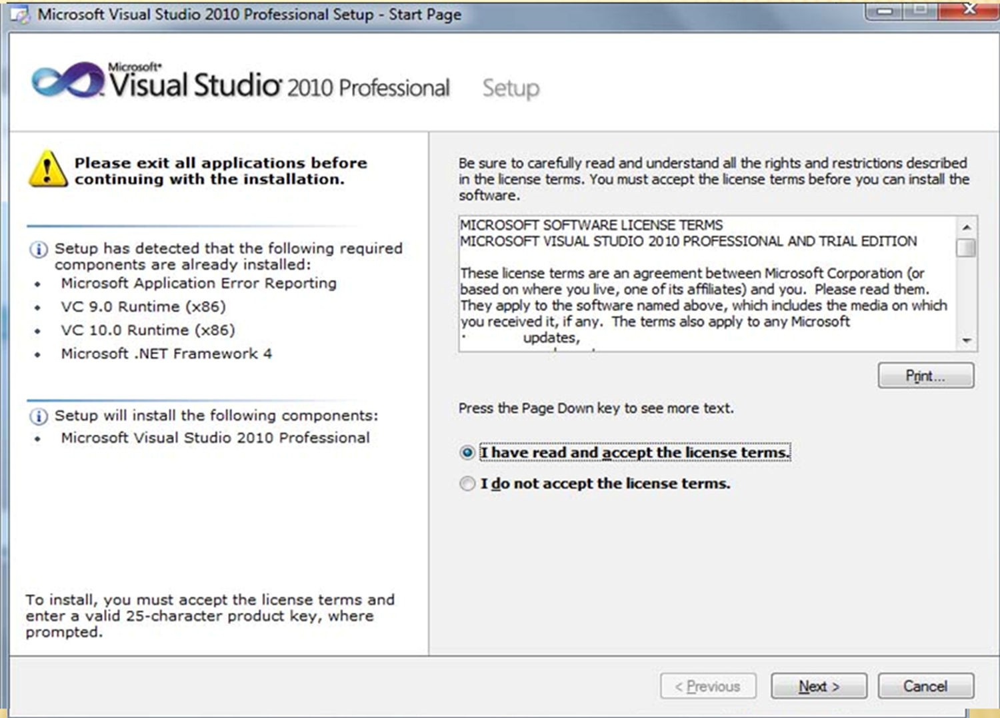 Microsoft Visual Studio 2010 Professional Setup - Start Page
Microsoft
Visual Studio 2010 Professional Setup
Please exit all applications before
continuing with the installation.
Setup has detected that the following required
components are already installed:
Microsoft Application Error Reporting
VC 9.0 Runtime (x86)
VC 10.0 Runtime (x86)
Microsoft .NET Framework 4
Setup will install the following components:
Microsoft Visual Studio 2010 Professional
To install, you must accept the license terms and
enter a valid 25-character product key, where
prompted.
Be sure to carefully read and understand all the rights and restrictions described
in the license terms. You must accept the license terms before you can install the
software.
MICROSOFT SOFTWARE LICENSE TERMS
MICROSOFT VISUAL STUDIO 2010 PROFESSIONAL AND TRIAL EDITION
These license terms are an agreement between Microsoft Corporation (or
based on where you live, one of its affiliates) and you. Please read them.
They apply to the software named above, which includes the media on which
you received it, if any. The terms also apply to any Microsoft
· updates,
Print...
Press the Page Down key to see more text.
I have read and accept the license terms.
I do not accept the license terms.
< Previous Next > Cancel